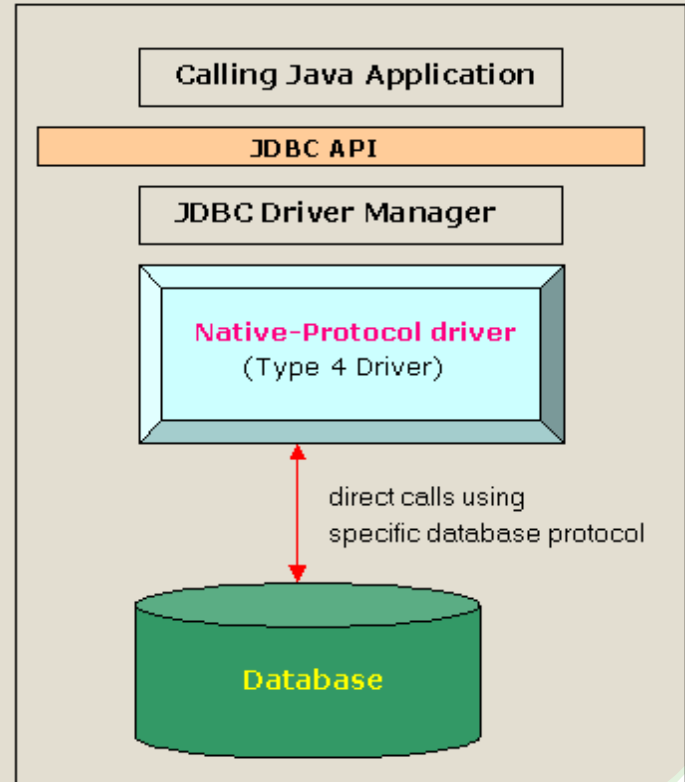 Calling Java Application
JDBC API
JDBC Driver Manager
Native-Protocol driver
(Type 4 Driver)
direct calls using
specific database protocol
Database